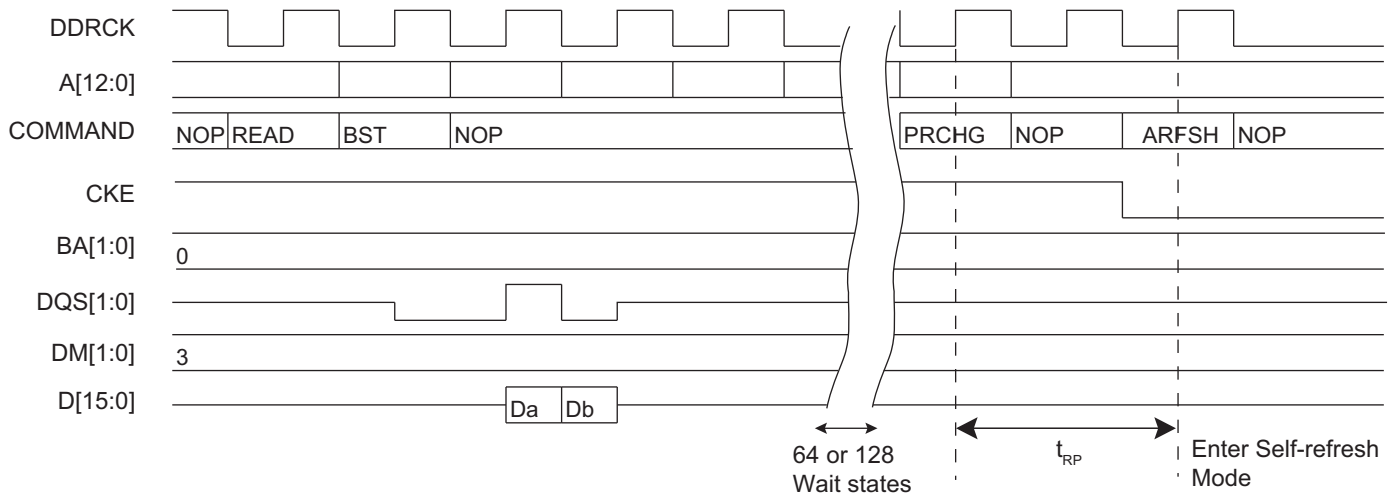 DDRCK
A[12:0]
COMMAND
NOP READ BST NOP PRCHG NOP ARFSH NOP
CKE
BA[1:0]
0
DQS[1:0]
DM[1:0]
3
D[15:0]
Da Db
64 or 128
Wait states
tRP
Enter Self-refresh
Mode